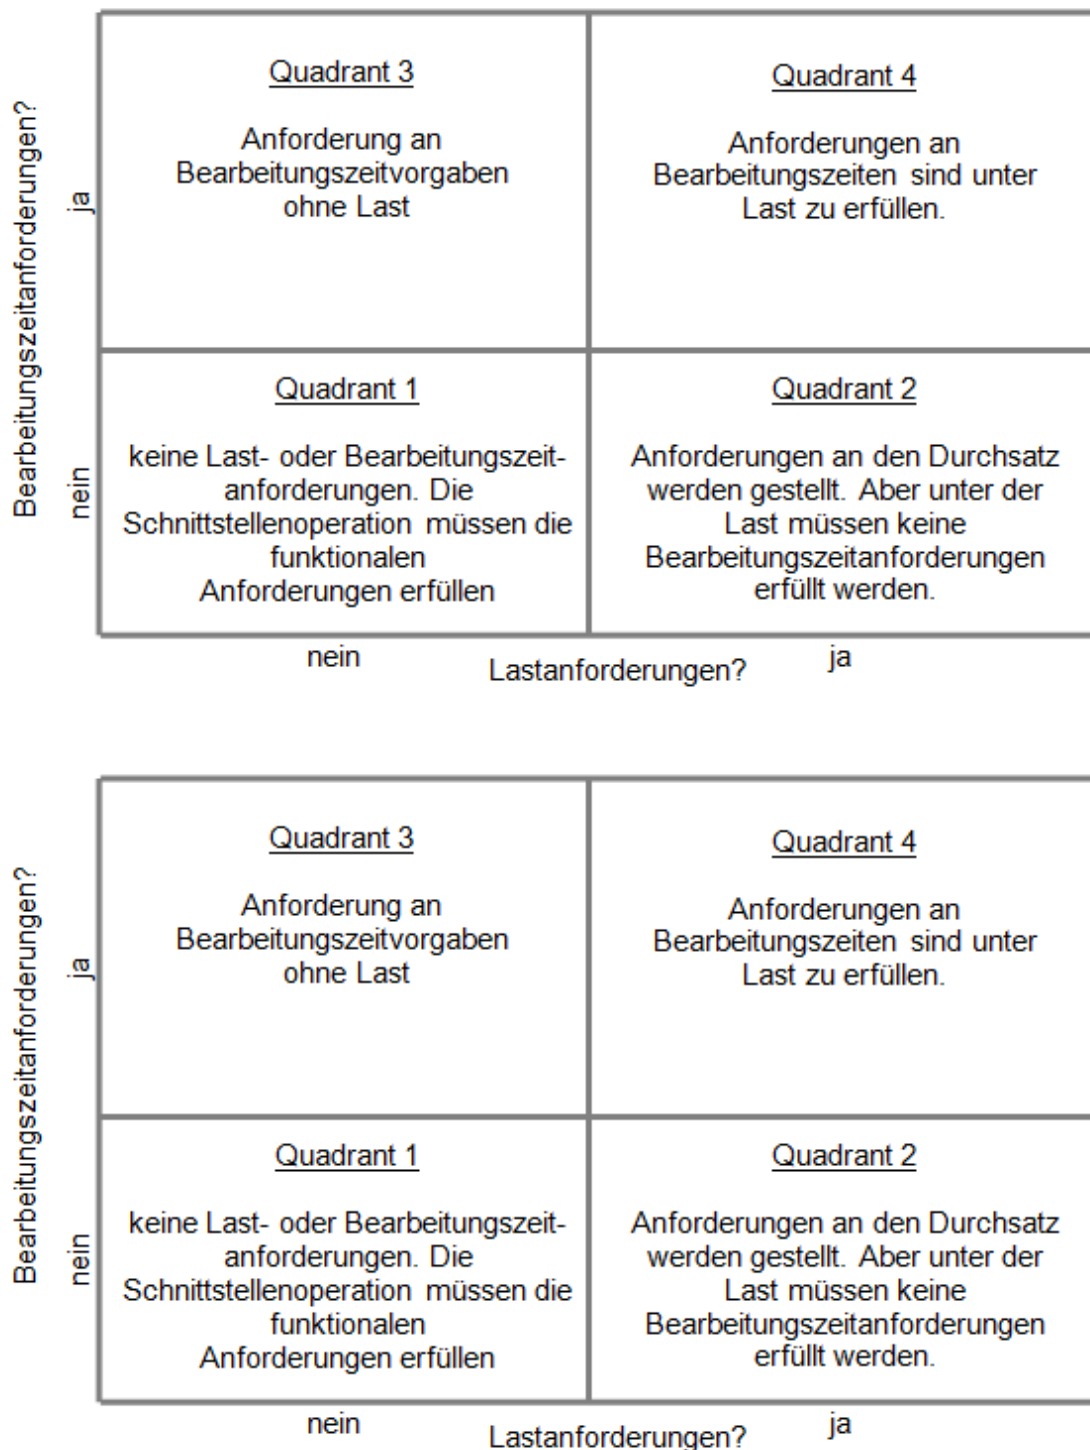 Bearbeitungszeitanforderungen?
ja
nein
Quadrant 3
Anforderung an
Bearbeitungszeitvorgaben
ohne Last
Quadrant 4
Anforderungen an
Bearbeitungszeiten sind unter
Last zu erfüllen.
Quadrant 1
keine Last- oder Bearbeitungszeit-
anforderungen. Die
Schnittstellenoperation müssen die
funktionalen
Anforderungen erfüllen
Quadrant 2
Anforderungen an den Durchsatz
werden gestellt. Aber unter der
Last müssen keine
Bearbeitungszeitanforderungen
erfüllt werden.
nein
Lastanforderungen?
ja
Bearbeitungszeitanforderungen?
ja
nein
Quadrant 3
Anforderung an
Bearbeitungszeitvorgaben
ohne Last
Quadrant 4
Anforderungen an
Bearbeitungszeiten sind unter
Last zu erfüllen.
Quadrant 1
keine Last- oder Bearbeitungszeit-
anforderungen. Die
Schnittstellenoperation müssen die
funktionalen
Anforderungen erfüllen
Quadrant 2
Anforderungen an den Durchsatz
werden gestellt. Aber unter der
Last müssen keine
Bearbeitungszeitanforderungen
erfüllt werden.
nein
Lastanforderungen?
ja